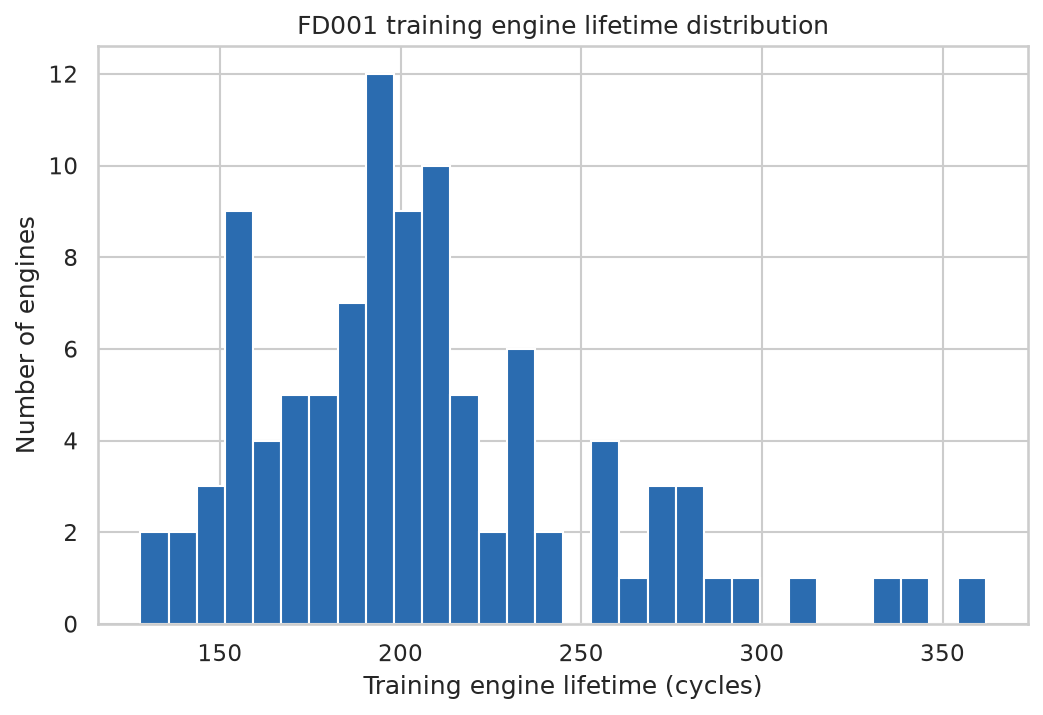 FD001 training engine lifetime distribution
Number of engines
12
10
8
6
4
2
0
150 200 250 300 350
Training engine lifetime (cycles)